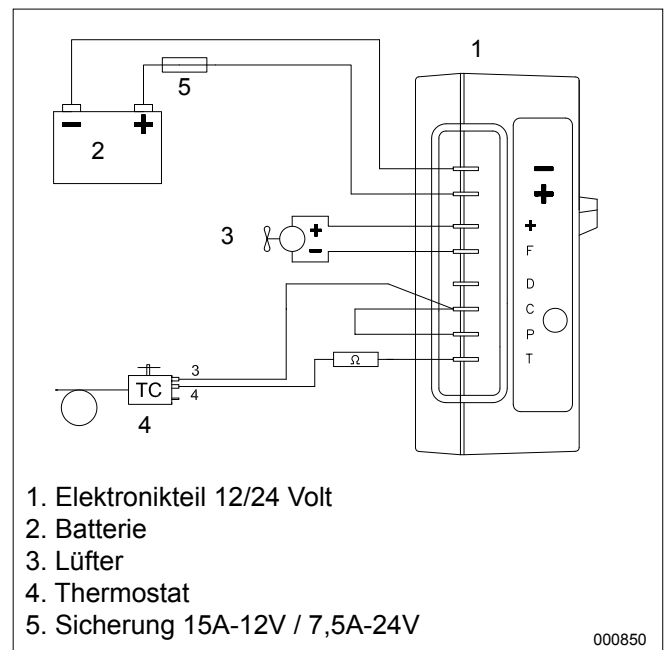 1
5
− +
2
−
+
+
F
D
C
P
T
3
+
−
3
TC
4
Ω
4
1. Elektronikteil 12/24 Volt
2. Batterie
3. Lüfter
4. Thermostat
5. Sicherung 15A-12V / 7,5A-24V
000850